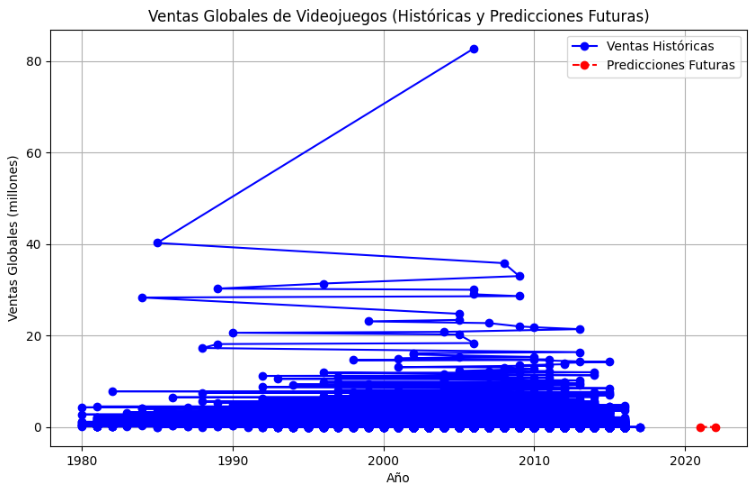 Ventas Globales de Videojuegos (Históricas y Predicciones Futuras)
Ventas Históricas
Predicciones Futuras
Ventas Globales (millones)
80
60
40
20
0
1980 1990 2000 2010 2020
Año